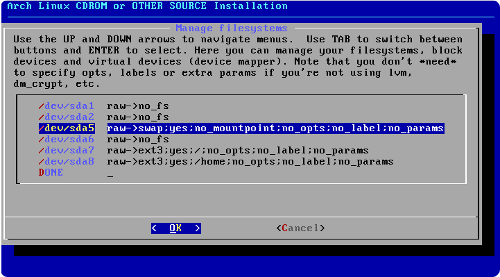 Arch Linux CDROM or OTHER SOURCE Installation
Manage filesystems
Use the UP and DOWN arrows to navigate menus.  Use TAB to switch between
buttons and ENTER to select. Here you can manage your filesystems, block
devices and virtual devices (device mapper). Note that you don't *need*
to specify opts, labels or extra params if you're not using lvm,
dm_crypt, etc.
/dev/sda1  raw->no_fs
/dev/sda2  raw->no_fs
/dev/sda5  raw->swap;yes;no_mountpoint;no_opts;no_label;no_params
/dev/sda6  raw->no_fs
/dev/sda7  raw->ext3;yes;/;no_opts;no_label;no_params
/dev/sda8  raw->ext3;yes;/home;no_opts;no_label;no_params
DONE       _
<  OK  >          <Cancel>